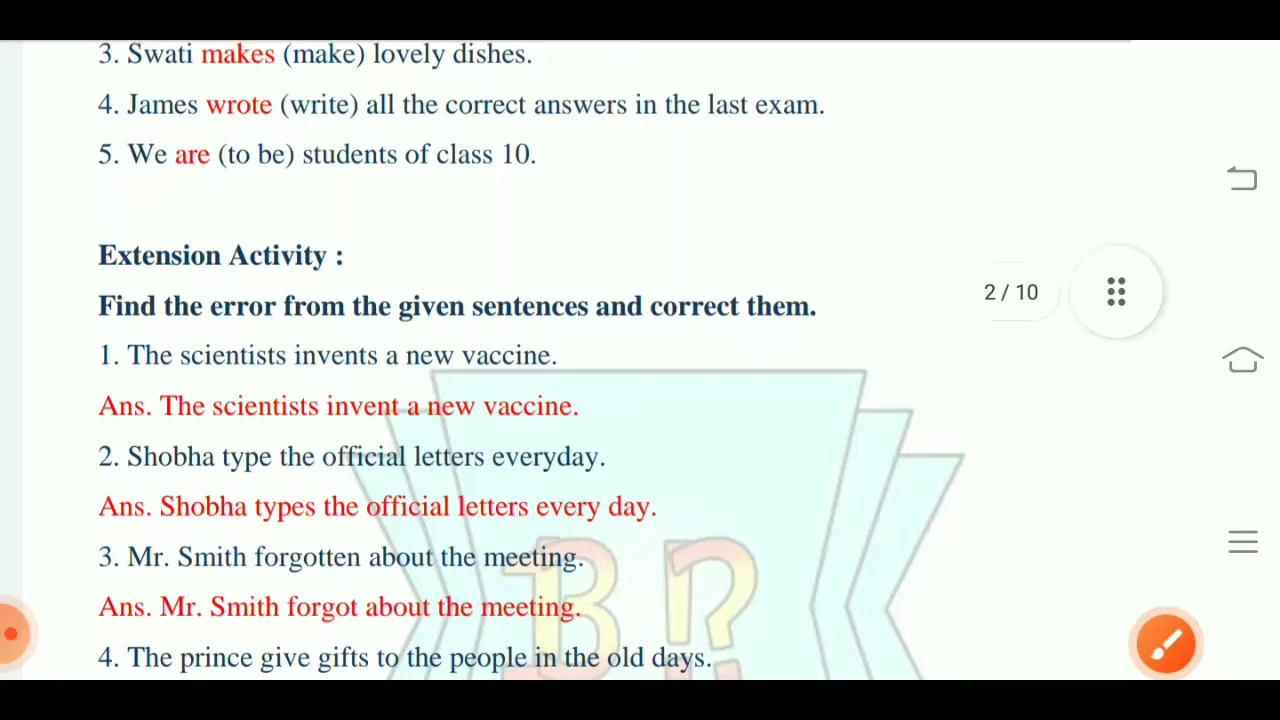 3. Swati makes (make) lovely dishes.
4. James wrote (write) all the correct answers in the last exam.
5. We are (to be) students of class 10.
Extension Activity :
2 / 10
Find the error from the given sentences and correct them.
1. The scientists invents a new vaccine.
Ans. The scientists invent a new vaccine.
2. Shobha type the official letters everyday.
Ans. Shobha types the official letters every day.
3. Mr. Smith forgotten about the meeting.
Ans. Mr. Smith forgot about the meeting.
4. The prince give gifts to the people in the old days.